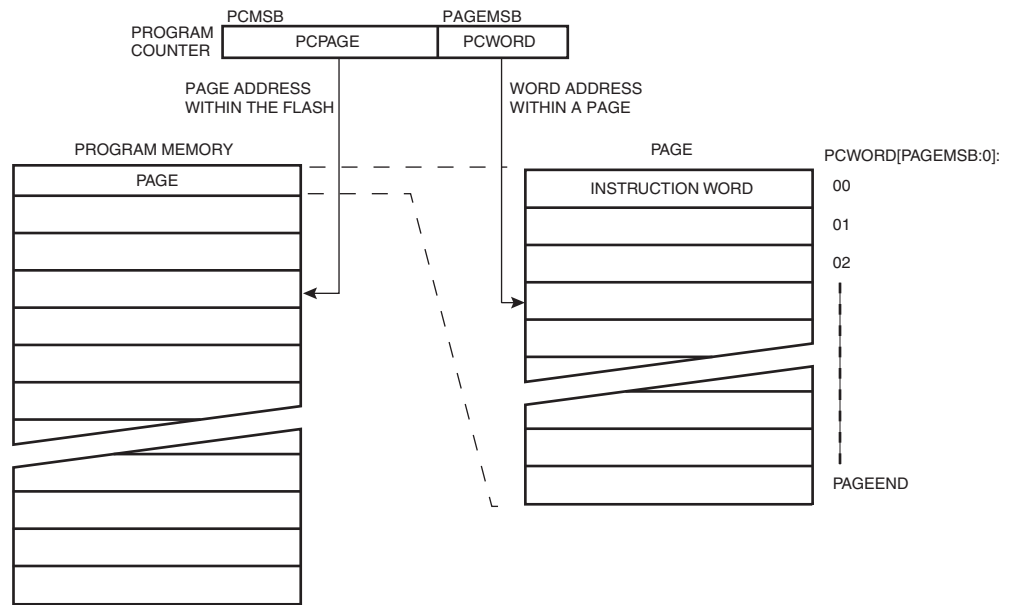 PCMSB
PAGEMSB
PROGRAM
COUNTER
PCPAGE
PCWORD
PAGE ADDRESS
WITHIN THE FLASH
WORD ADDRESS
WITHIN A PAGE
PROGRAM MEMORY
PAGE
PAGE
PCWORD[PAGEMSB:0]:
INSTRUCTION WORD
00
01
02
PAGEEND